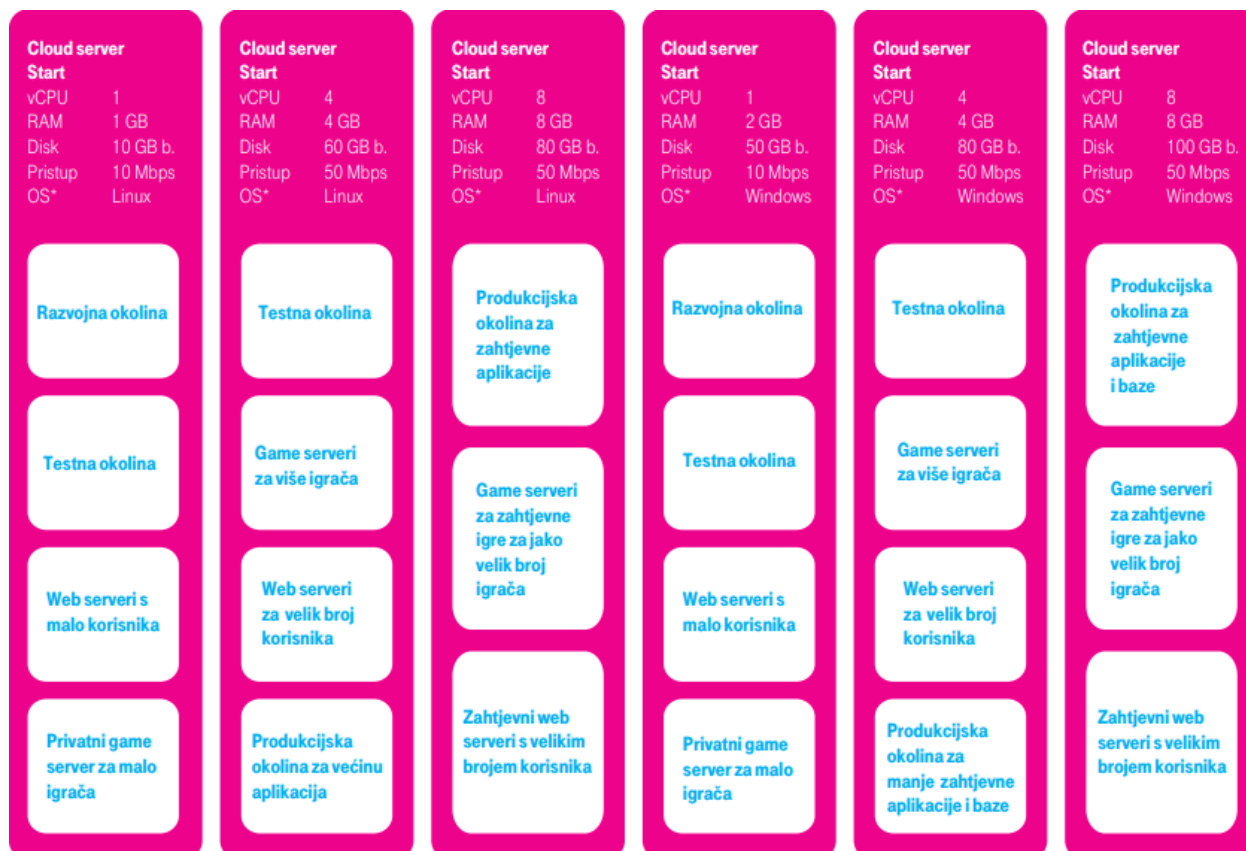 Cloud server
Start
vCPU 1
RAM 1 GB
Disk 10 GB b.
Pristup 10 Mbps
OS* Linux
Razvojna okolina
Testna okolina
Web serveri s
malo korisnika
Privatni game
server za malo
igrača
Cloud server
Start
vCPU 4
RAM 4 GB
Disk 60 GB b.
Pristup 50 Mbps
OS* Linux
Testna okolina
Game serveri
za više igrača
Web serveri
za velik broj
korisnika
Produkcijska
okolina za većinu
aplikacija
Cloud server
Start
vCPU 8
RAM 8 GB
Disk 80 GB b.
Pristup 50 Mbps
OS* Linux
Produkcijska
okolina za
zahtjevne
aplikacije
Game serveri
za zahtjevne
igre za jako
velik broj
igrača
Zahtjevni web
serveri s velikim
brojem korisnika
Cloud server
Start
vCPU 1
RAM 2 GB
Disk 50 GB b.
Pristup 10 Mbps
OS* Windows
Razvojna okolina
Testna okolina
Web serveri s
malo korisnika
Privatni game
server za malo
igrača
Cloud server
Start
vCPU 4
RAM 4 GB
Disk 80 GB b.
Pristup 50 Mbps
OS* Windows
Testna okolina
Game serveri
za više igrača
Web serveri
za velik broj
korisnika
Produkcijska
okolina za
manje zahtjevne
aplikacije i baze
Cloud server
Start
vCPU 8
RAM 8 GB
Disk 100 GB b.
Pristup 50 Mbps
OS* Windows
Produkcijska
okolina za
zahtjevne
aplikacije
i baze
Game serveri
za zahtjevne
igre za jako
velik broj
igrača
Zahtjevni web
serveri s velikim
brojem korisnika